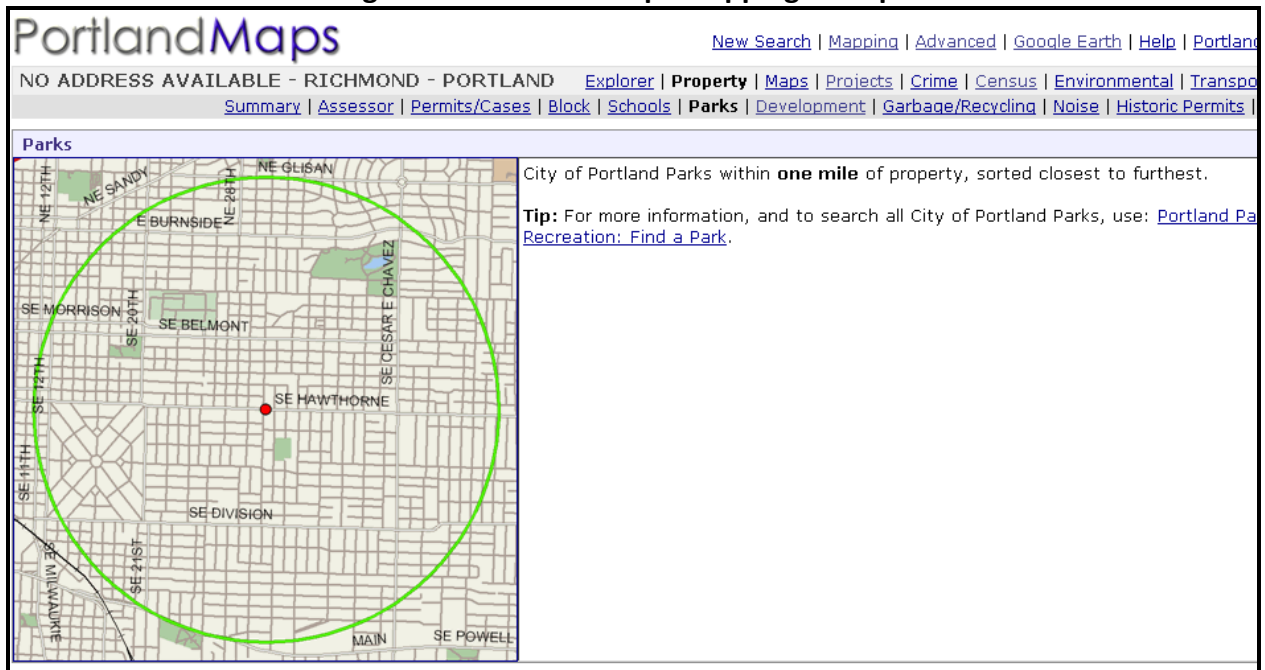 PortlandMaps
New Search | Mapping | Advanced | Google Earth | Help | Portland
NO ADDRESS AVAILABLE - RICHMOND - PORTLAND Explorer | Property | Maps | Projects | Crime | Census | Environmental | Transpo
Summary | Assessor | Permits/Cases | Block | Schools | Parks | Development | Garbage/Recycling | Noise | Historic Permits |
Parks
City of Portland Parks within one mile of property, sorted closest to furthest.
Tip: For more information, and to search all City of Portland Parks, use: Portland Pa
Recreation: Find a Park.
NE GLISAN
NE 12TH
NE SANDY
NE 28TH
E BURNSIDE
SE CESAR E CHAVEZ
SE MORRISON
SE 20TH
SE BELMONT
SE 12TH
SE HAWTHORNE
SE 11TH
SE DIVISION
SE 21ST
SE MILWAUKIE
MAIN
SE POWELL